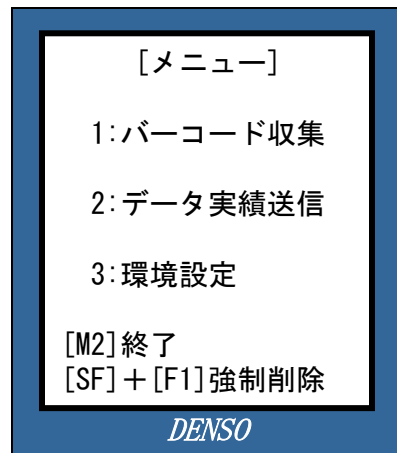 [メニュー]
1:バーコード収集
2:データ実績送信
3:環境設定
[M2]終了
[SF]＋[F1]強制削除
DENSO